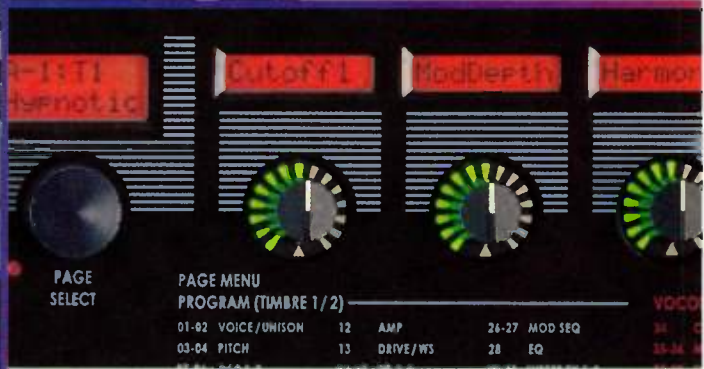 A-1:T1
Hypnotic
Cutoff1
ModDepth
Harmon
PAGE
SELECT
PAGE MENU
PROGRAM (TIMBRE 1/2)
VOCO
01-02 VOICE/UNISON 12 AMP 26-27 MOD SEQ
03-04 PITCH 13 DRIVE/WS 28 EQ